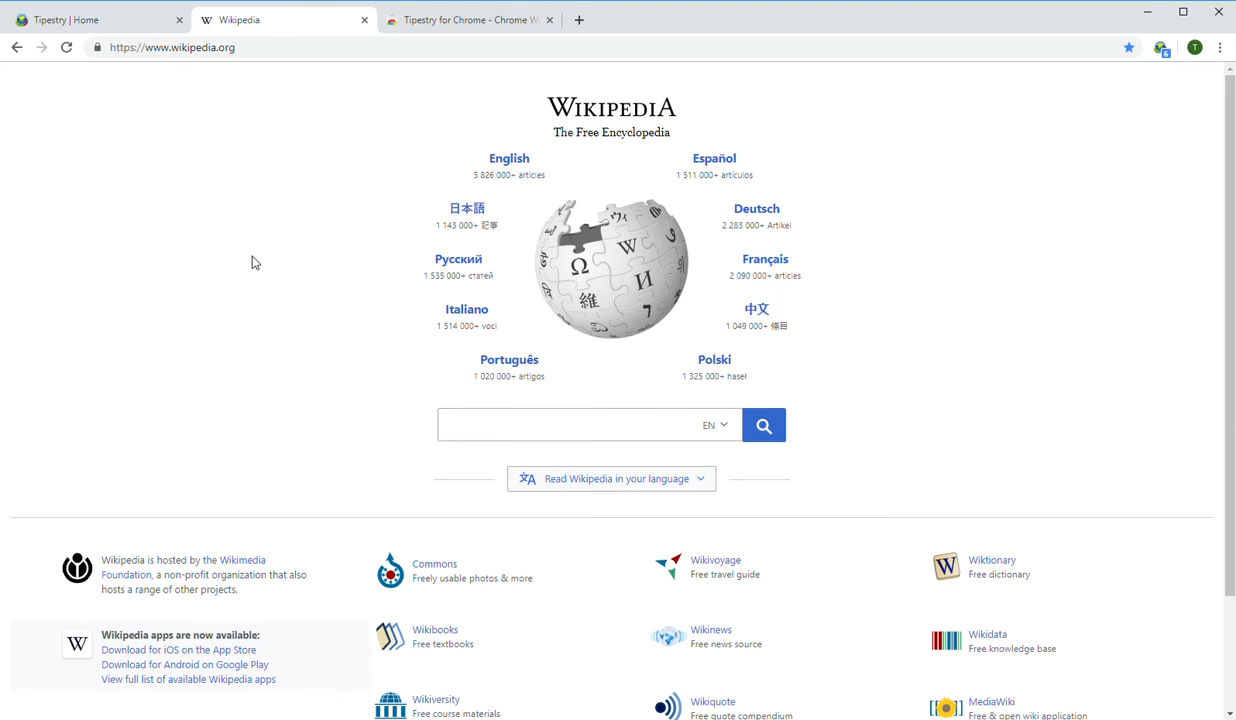 Tipestry | Home
Wikipedia
Tipestry for Chrome - Chrome W
https://www.wikipedia.org
6
T
WIKIPEDIA
The Free Encyclopedia
English
5 826 000+ articles
Español
1 511 000+ artículos
日本語
1 143 000+ 記事
Deutsch
2 283 000+ Artikel
Русский
1 535 000+ статей
Français
2 090 000+ articles
Italiano
1 514 000+ voci
中文
1 049 000+ 條目
Português
1 020 000+ artigos
Polski
1 325 000+ haseł
Ω
W
И
維
EN
文A Read Wikipedia in your language
Wikipedia is hosted by the Wikimedia
Foundation, a non-profit organization that also
hosts a range of other projects.
W
Wikipedia apps are now available:
Download for iOS on the App Store
Download for Android on Google Play
View full list of available Wikipedia apps
Commons
Freely usable photos & more
Wikivoyage
Free travel guide
W
Wiktionary
Free dictionary
Wikibooks
Free textbooks
Wikinews
Free news source
Wikidata
Free knowledge base
Wikiversity
Free course materials
Wikiquote
Free quote compendium
MediaWiki
Free & open wiki application